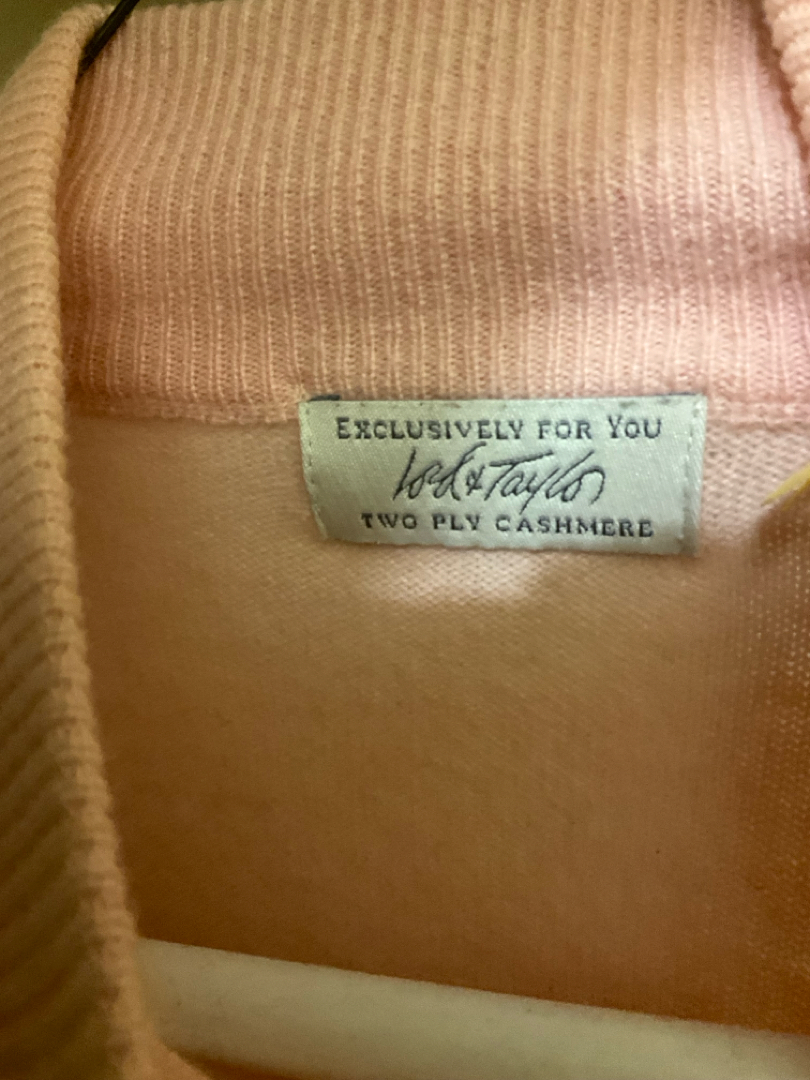 Exclusively for You
Lord & Taylor
Two Ply Cashmere